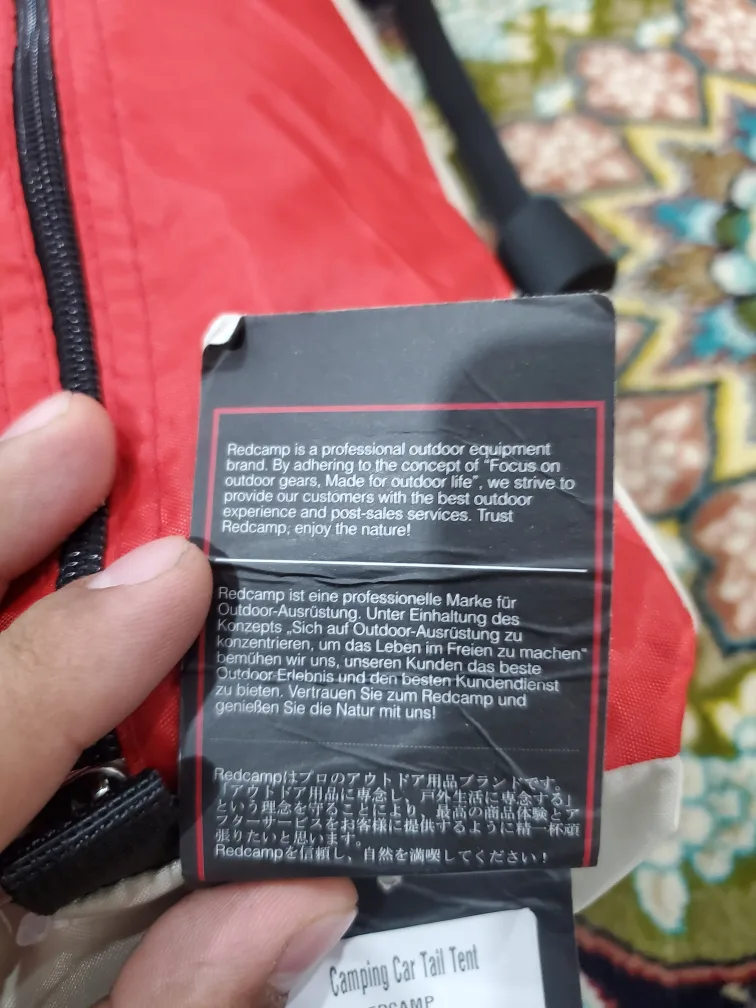 Redcamp is a professional outdoor equipment
brand. By adhering to the concept of "Focus on
outdoor gears, Made for outdoor life", we strive to
provide our customers with the best outdoor
experience and post-sales services. Trust
Redcamp, enjoy the nature!
Redcamp ist eine professionelle Marke für
Outdoor-Ausrüstung. Unter Einhaltung des
Konzepts „Sich auf Outdoor-Ausrüstung zu
konzentrieren, um das Leben im Freien zu machen“
bemühen wir uns, unseren Kunden das beste
Outdoor-Erlebnis und den besten Kundendienst
zu bieten. Vertrauen Sie zum Redcamp und
genießen Sie die Natur mit uns!
Redcampはプロのアウトドア用品ブランドです。
「アウトドア用品に専念し、戸外生活に専念する」
という理念を守ることにより、最高の商品体験とア
フターサービスをお客様に提供するように精一杯頑
張りたいと思います。
Redcampを信頼し、自然を満喫してください！
Camping Car Tail Tent
REDCAMP